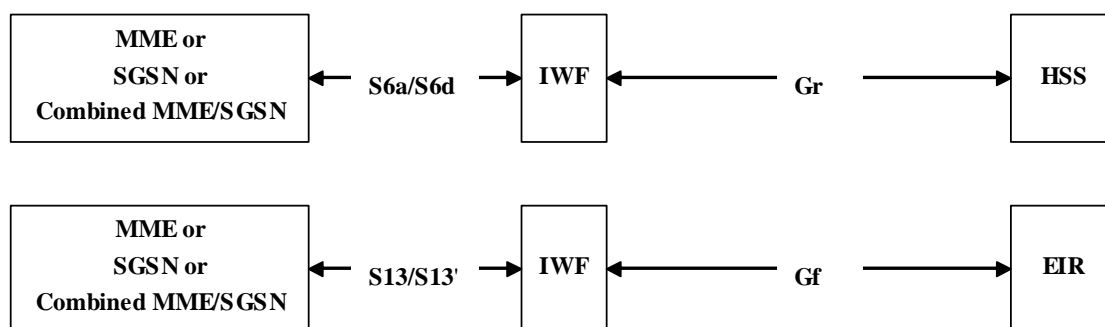 MME or
SGSN or
Combined MME/SGSN
S6a/S6d
IWF
Gr
HSS
MME or
SGSN or
Combined MME/SGSN
S13/S13'
IWF
Gf
EIR